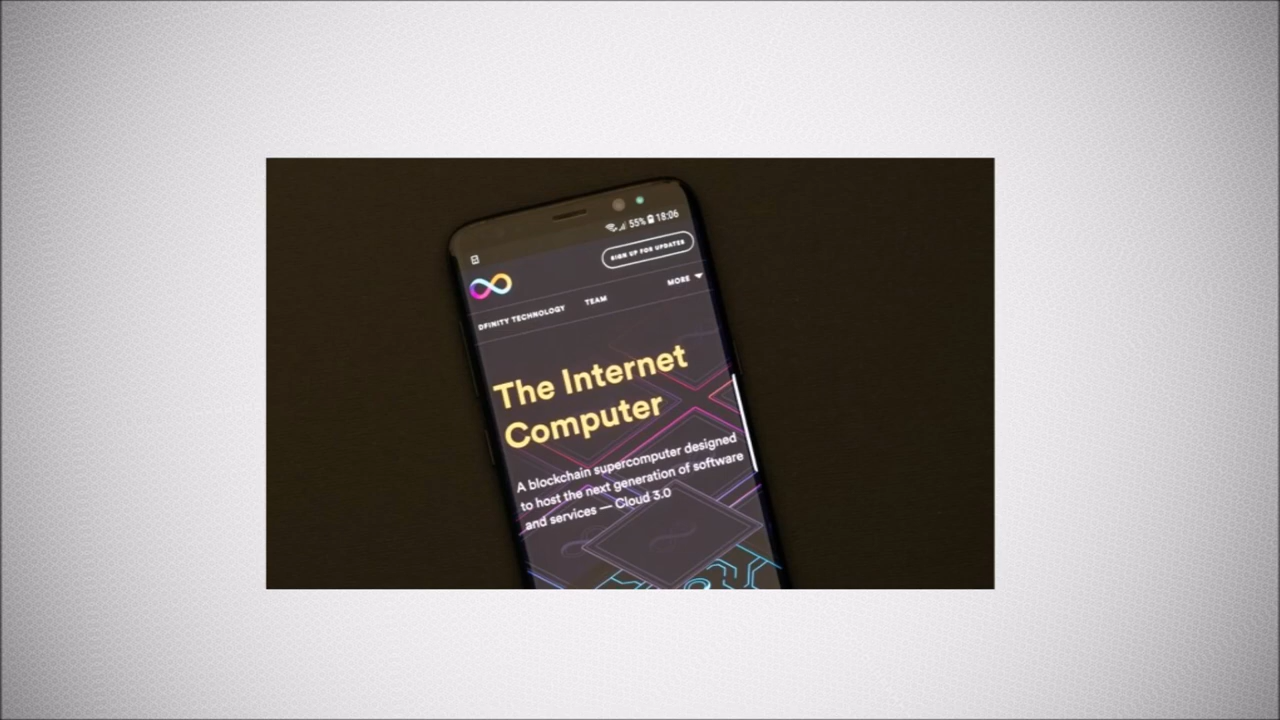 55% 18:06
SIGN UP FOR UPDATES
MORE
DFINITY TECHNOLOGY
TEAM
The Internet
Computer
A blockchain supercomputer designed
to host the next generation of software
and services — Cloud 3.0